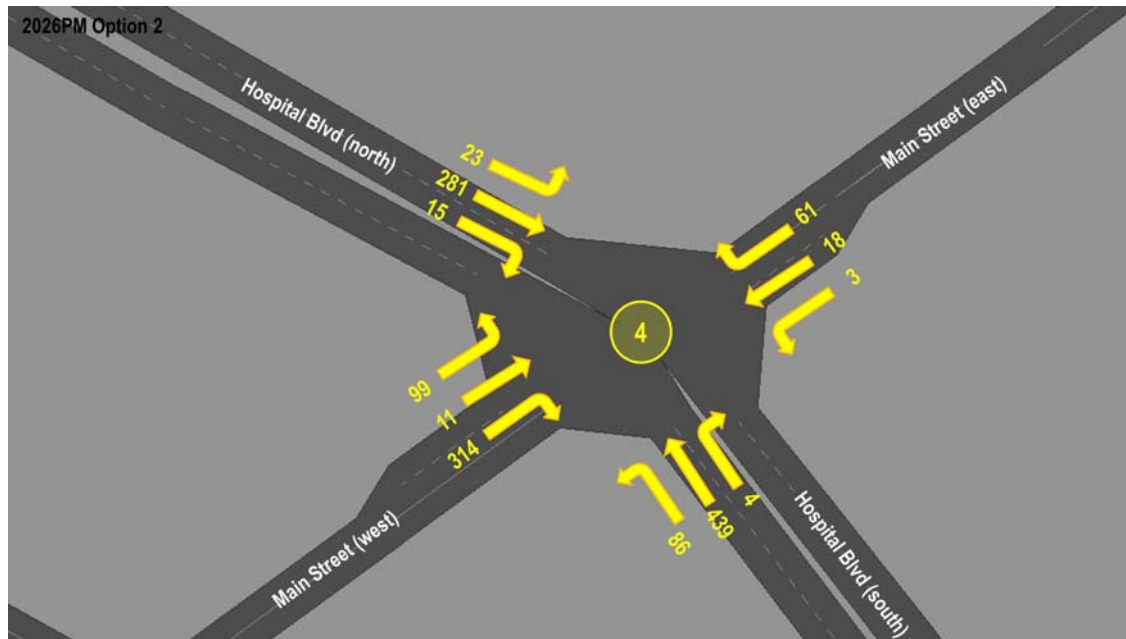 2026PM Option 2
Hospital Blvd (north)
Main Street (east)
23
281
15
61
18
3
4
99
11
314
Main Street (west)
86
439
4
Hospital Blvd (south)